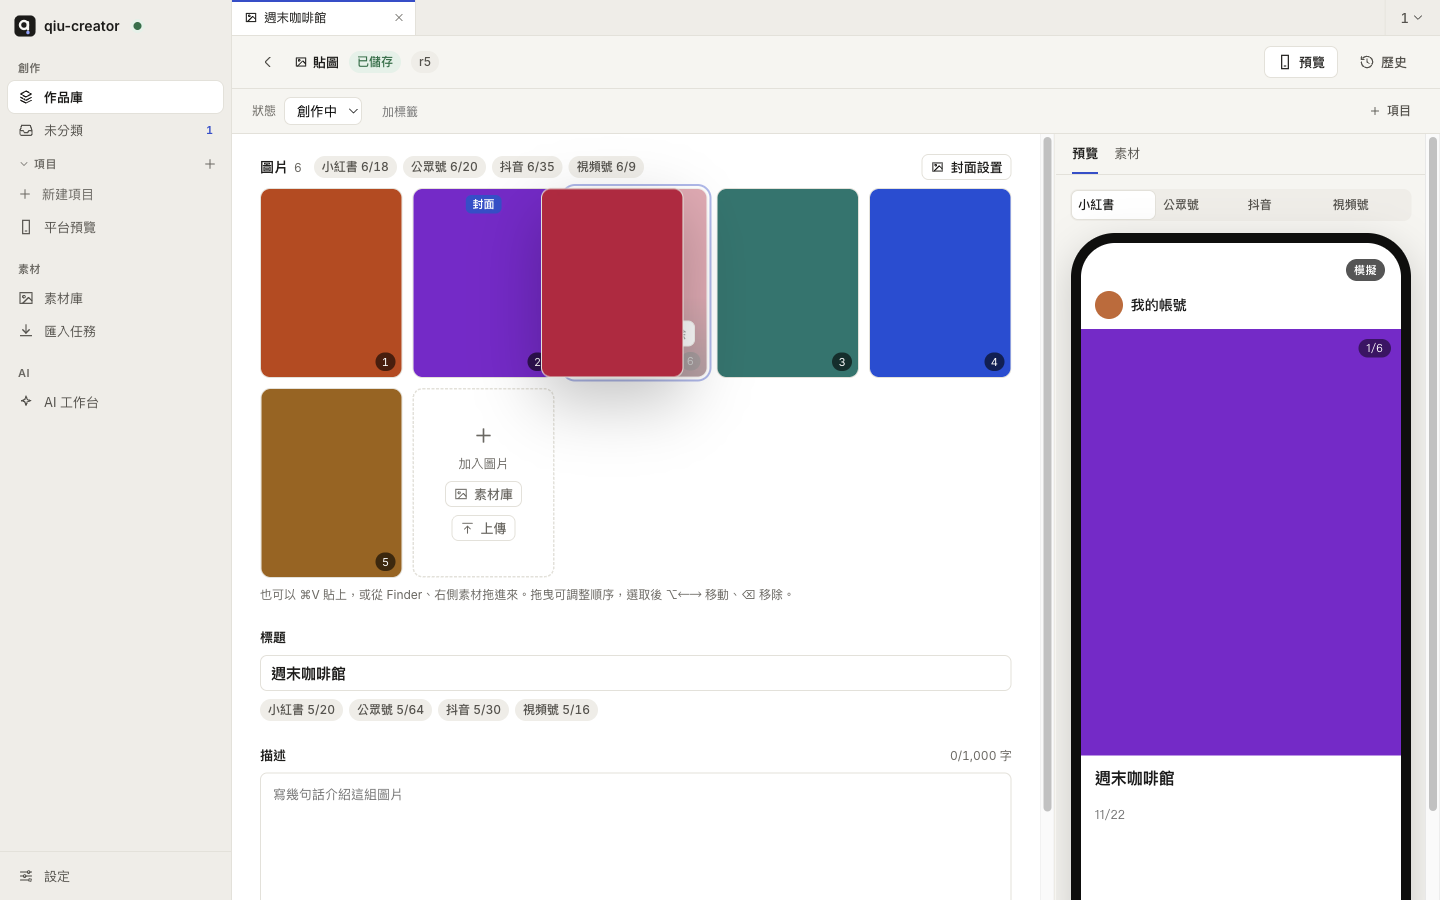 qiu-creator
創作
作品庫
未分類 1
項目
新建項目
平台預覽
素材
素材庫
匯入任務
AI
AI 工作台
設定
週末咖啡館
1
貼圖 已儲存 r5
預覽 歷史
狀態 創作中 加標籤
項目
圖片 6 小紅書 6/18 公眾號 6/20 抖音 6/35 視頻號 6/9
封面設置
封面
1
2
6
3
4
5
加入圖片
素材庫
上傳
也可以 ⌘V 貼上，或從 Finder、右側素材拖進來。拖曳可調整順序，選取後 ⌥←→ 移動、⌫ 移除。
標題
週末咖啡館
小紅書 5/20 公眾號 5/64 抖音 5/30 視頻號 5/16
描述
0/1,000 字
寫幾句話介紹這組圖片
預覽 素材
小紅書 公眾號 抖音 視頻號
模擬
我的帳號
1/6
週末咖啡館
11/22